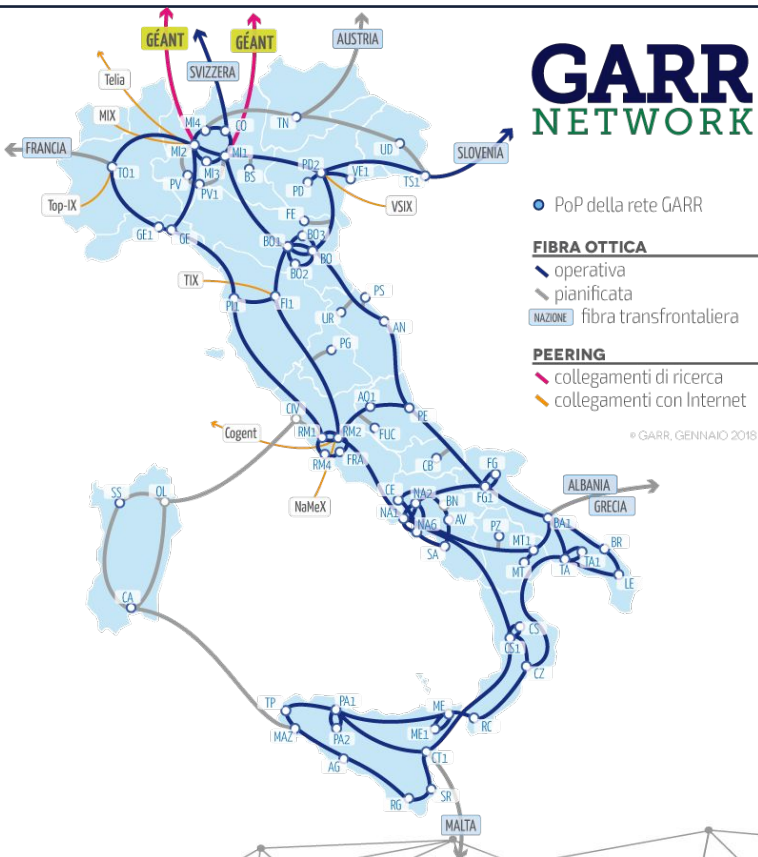 GÉANT
GÉANT
AUSTRIA
SVIZZERA
GARR
NETWORK
Telia
MIX
MI4
CO
TN
FRANCIA
MI2
MI1
UD
SLOVENIA
TO1
PV
MI3
BS
PD2
VE1
TS1
PV1
PD
Top-IX
VSIX
PoP della rete GARR
FE
GE1
GE
BO1
BO3
BO
FIBRA OTTICA
BO2
operativa
TIX
pianificata
PI1
FI1
PS
NAZIONE fibra transfrontaliera
UR
AN
PG
PEERING
collegamenti di ricerca
collegamenti con Internet
AQ1
CIV
PE
Cogent
RM1
RM2
FUC
© GARR, GENNAIO 2018
RM4
FRA
CB
FG
NaMeX
CE
NA2
FG1
ALBANIA
SS
OL
BN
GRECIA
NA1
AV
BA1
NA6
PZ
SA
MT1
BR
MT
TA
TA1
LE
CA
CS
CS1
CZ
TP
PA1
ME
RC
MAZ
PA2
ME1
CT1
AG
RG
SR
MALTA